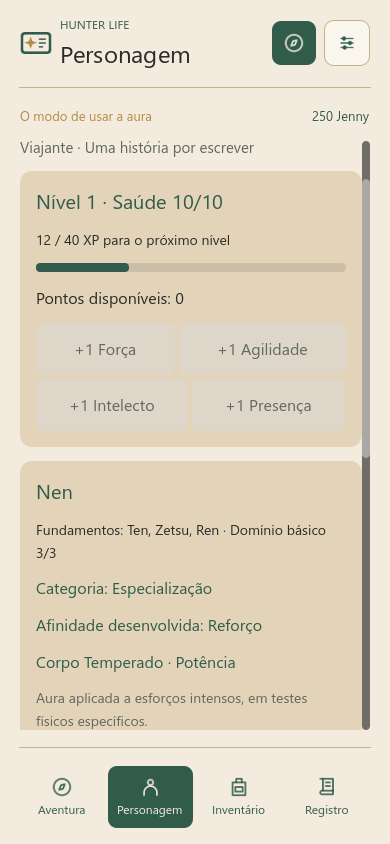 HUNTER LIFE
Personagem
O modo de usar a aura
250 Jenny
Viajante · Uma história por escrever
Nível 1 · Saúde 10/10
12 / 40 XP para o próximo nível
Pontos disponíveis: 0
+1 Força
+1 Agilidade
+1 Intelecto
+1 Presença
Nen
Fundamentos: Ten, Zetsu, Ren · Domínio básico
3/3
Categoria: Especialização
Afinidade desenvolvida: Reforço
Corpo Temperado · Potência
Aura aplicada a esforços intensos, em testes
físicos específicos.
Aventura
Personagem
Inventário
Registro